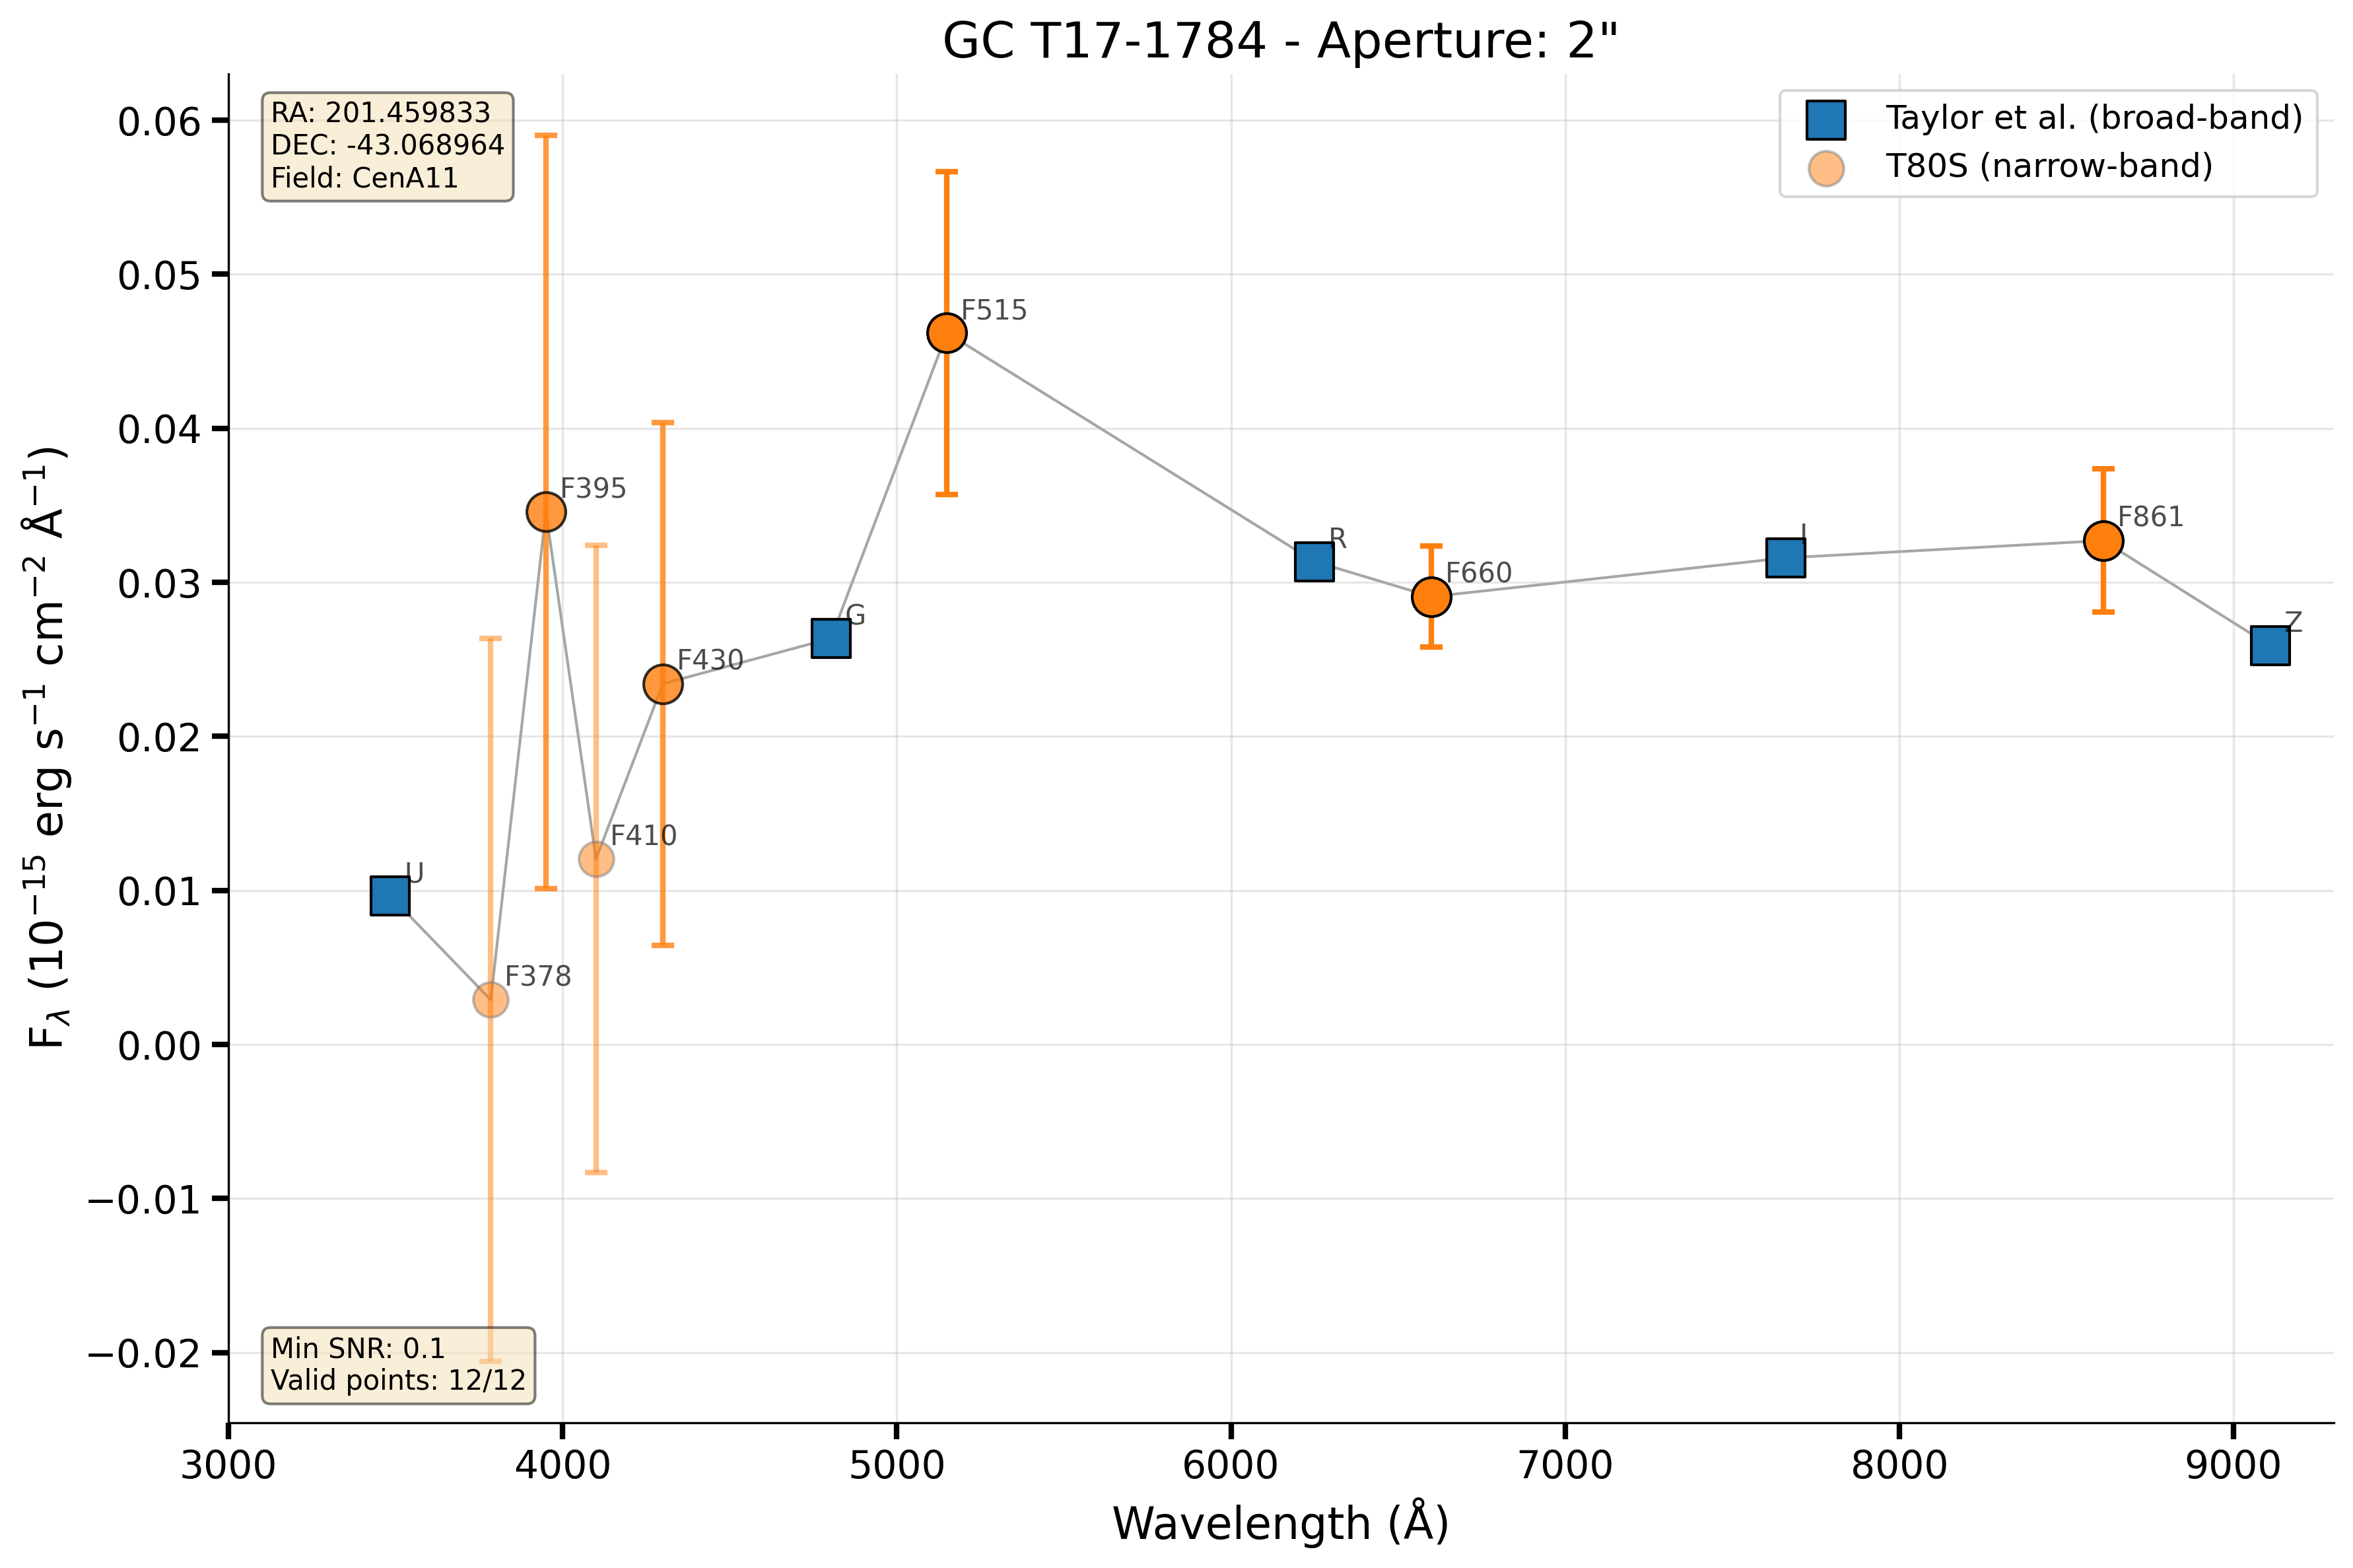 GC T17-1784 - Aperture: 2"
RA: 201.459833
DEC: -43.068964
Field: CenA11
Taylor et al. (broad-band)
T80S (narrow-band)
0.06
0.05
0.04
0.03
0.02
0.01
0.00
−0.01
−0.02
F_λ (10⁻¹⁵ erg s⁻¹ cm⁻² Å⁻¹)
U
F378
F395
F410
F430
G
F515
R
F660
I
F861
Z
Min SNR: 0.1
Valid points: 12/12
3000 4000 5000 6000 7000 8000 9000
Wavelength (Å)